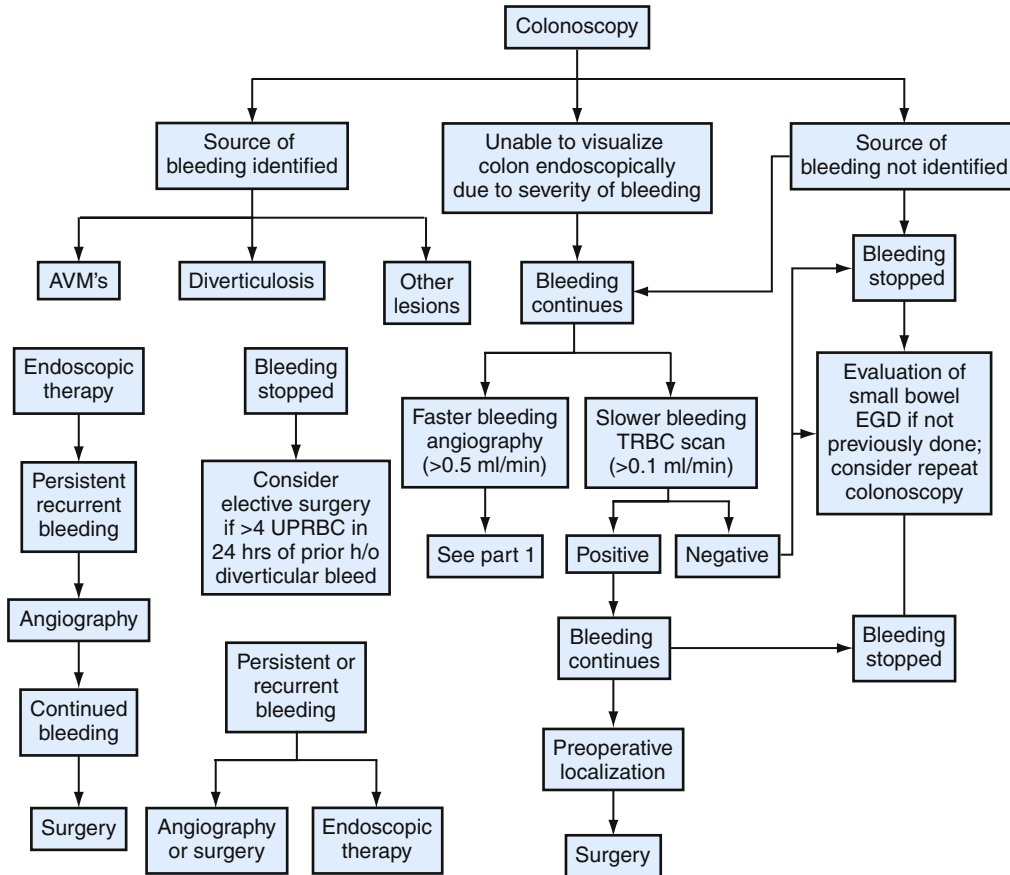 Colonoscopy
Source of
bleeding identified
Unable to visualize
colon endoscopically
due to severity of bleeding
Source of
bleeding not identified
AVM's
Diverticulosis
Other
lesions
Bleeding
continues
Bleeding
stopped
Endoscopic
therapy
Bleeding
stopped
Faster bleeding
angiography
(>0.5 ml/min)
Slower bleeding
TRBC scan
(>0.1 ml/min)
Evaluation of
small bowel
EGD if not
previously done;
consider repeat
colonoscopy
Persistent
recurrent
bleeding
Consider
elective surgery
if >4 UPRBC in
24 hrs of prior h/o
diverticular bleed
See part 1
Positive
Negative
Angiography
Persistent or
recurrent
bleeding
Bleeding
continues
Bleeding
stopped
Continued
bleeding
Preoperative
localization
Surgery
Angiography
or surgery
Endoscopic
therapy
Surgery